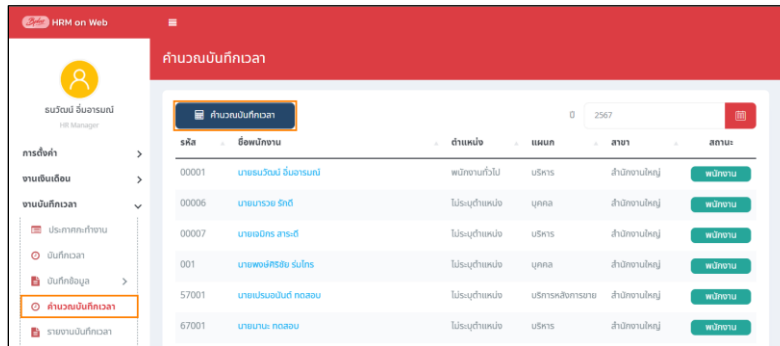 HRM on Web
คำนวณบันทึกเวลา
ธนวัฒน์ อิ่มอารมณ์
HR Manager
การตั้งค่า
งานเงินเดือน
งานบันทึกเวลา
ประเภทกะทำงาน
บันทึกเวลา
บันทึกข้อมูล
คำนวณบันทึกเวลา
รายงานบันทึกเวลา
คำนวณบันทึกเวลา
ปี 2567
รหัส ชื่อพนักงาน ตำแหน่ง แผนก สาขา สถานะ
00001 นายธนวัฒน์ อิ่มอารมณ์ พนักงานทั่วไป บริหาร สำนักงานใหญ่ พนักงาน
00006 นายมารวย รักดี ไม่ระบุตำแหน่ง บุคคล สำนักงานใหญ่ พนักงาน
00007 นายเจนิกร สาระดี ไม่ระบุตำแหน่ง บริหาร สำนักงานใหญ่ พนักงาน
001 นายพงษ์ศิริชัย ร่มไทร ไม่ระบุตำแหน่ง บุคคล สำนักงานใหญ่ พนักงาน
57001 นายเปรมอนันต์ ทดสอบ ไม่ระบุตำแหน่ง บริการหลังการขาย สำนักงานใหญ่ พนักงาน
67001 นายมานะ ทดสอบ ไม่ระบุตำแหน่ง บริหาร สำนักงานใหญ่ พนักงาน